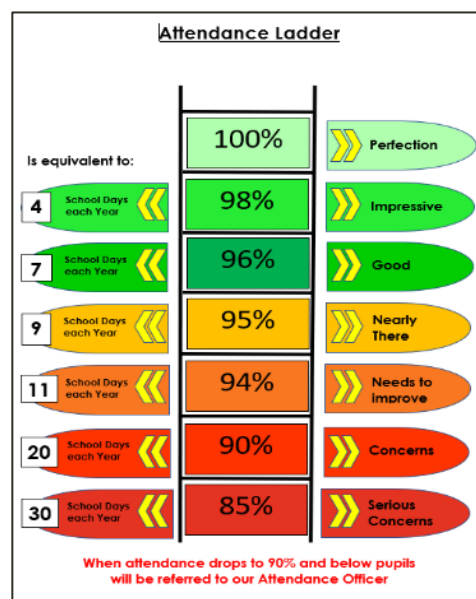 Attendance Ladder
100%
Perfection
Is equivalent to:
4
School Days
each Year
98%
Impressive
7
School Days
each Year
96%
Good
9
School Days
each Year
95%
Nearly
There
11
School Days
each Year
94%
Needs to
improve
20
School Days
each Year
90%
Concerns
30
School Days
each Year
85%
Serious
Concerns
When attendance drops to 90% and below pupils
will be referred to our Attendance Officer